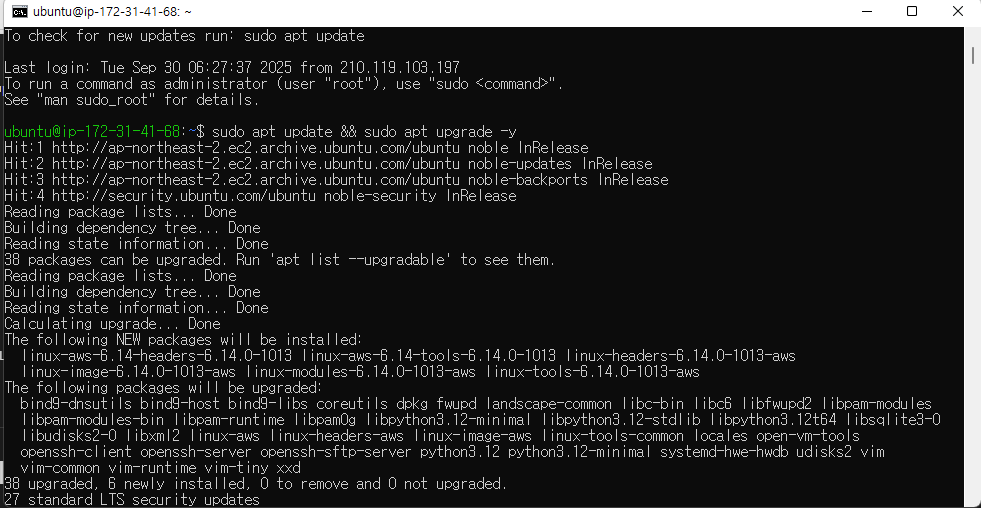 ubuntu@ip-172-31-41-68: ~
To check for new updates run: sudo apt update
Last login: Tue Sep 30 06:27:37 2025 from 210.119.103.197
To run a command as administrator (user "root"), use "sudo <command>".
See "man sudo_root" for details.
ubuntu@ip-172-31-41-68:~$ sudo apt update && sudo apt upgrade -y
Hit:1 http://ap-northeast-2.ec2.archive.ubuntu.com/ubuntu noble InRelease
Hit:2 http://ap-northeast-2.ec2.archive.ubuntu.com/ubuntu noble-updates InRelease
Hit:3 http://ap-northeast-2.ec2.archive.ubuntu.com/ubuntu noble-backports InRelease
Hit:4 http://security.ubuntu.com/ubuntu noble-security InRelease
Reading package lists... Done
Building dependency tree... Done
Reading state information... Done
38 packages can be upgraded. Run 'apt list --upgradable' to see them.
Reading package lists... Done
Building dependency tree... Done
Reading state information... Done
Calculating upgrade... Done
The following NEW packages will be installed:
linux-aws-6.14-headers-6.14.0-1013 linux-aws-6.14-tools-6.14.0-1013 linux-headers-6.14.0-1013-aws
linux-image-6.14.0-1013-aws linux-modules-6.14.0-1013-aws linux-tools-6.14.0-1013-aws
The following packages will be upgraded:
bind9-dnsutils bind9-host bind9-libs coreutils dpkg fwupd landscape-common libc-bin libc6 libfwupd2 libpam-modules
libpam-modules-bin libpam-runtime libpam0g libpython3.12-minimal libpython3.12-stdlib libpython3.12t64 libsqlite3-0
libudisks2-0 libxml2 linux-aws linux-headers-aws linux-image-aws linux-tools-common locales open-vm-tools
openssh-client openssh-server openssh-sftp-server python3.12 python3.12-minimal systemd-hwe-hwdb udisks2 vim
vim-common vim-runtime vim-tiny xxd
38 upgraded, 6 newly installed, 0 to remove and 0 not upgraded.
27 standard LTS security updates